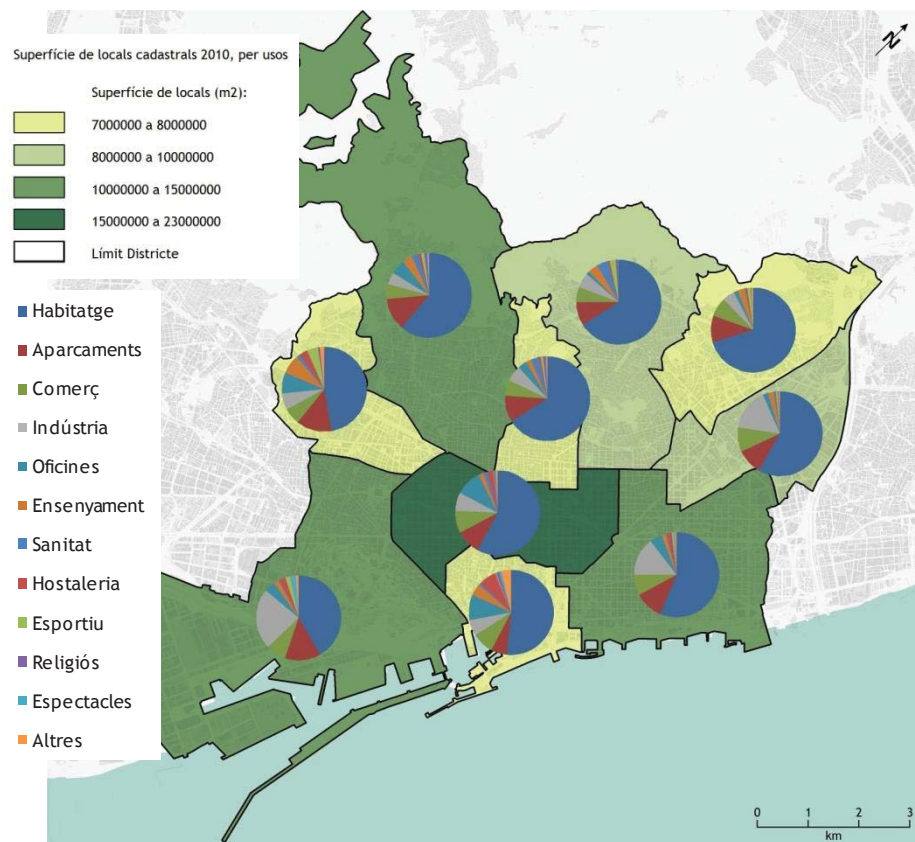 Superfície de locals cadastrals 2010, per usos
Superfície de locals (m2):
7000000 a 8000000
8000000 a 10000000
10000000 a 15000000
15000000 a 23000000
Límit Districte
Habitatge
Aparcaments
Comerç
Indústria
Oficines
Ensenyament
Sanitat
Hostaleria
Esportiu
Religiós
Espectacles
Altres
N
0 1 2 3
km